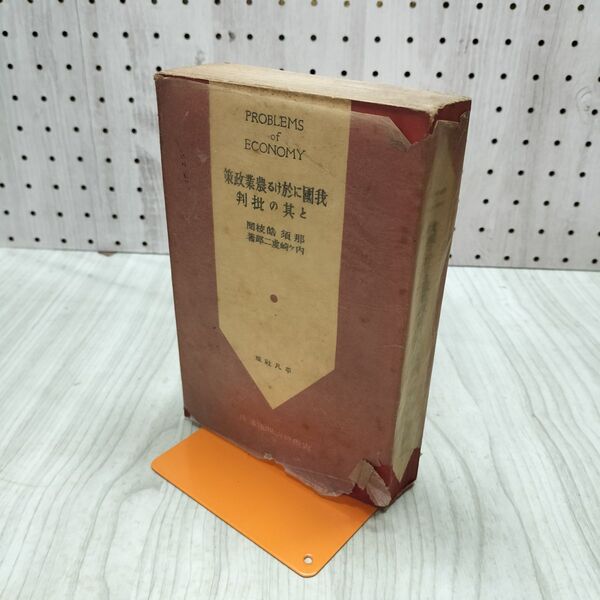 PROBLEMS
of
ECONOMY
我國に於ける農業政策
と其の批判
那須皓校閲
内ヶ崎虔二郎著
平凡社版